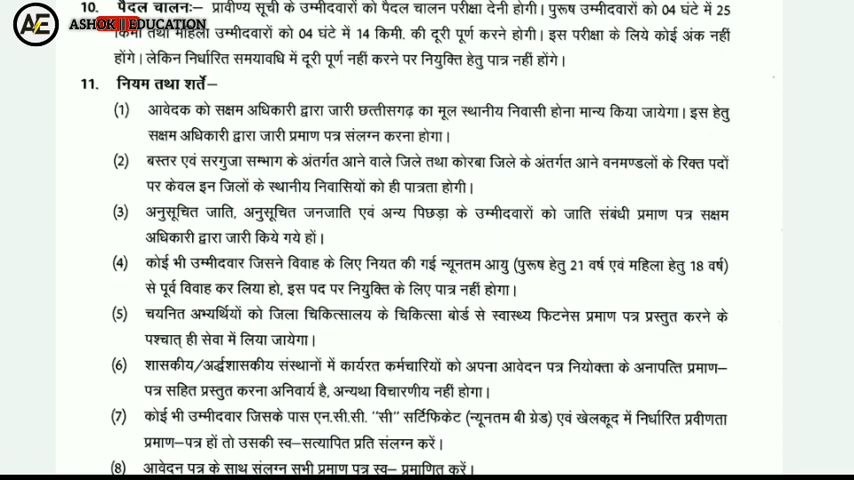 10. पैदल चालनः– प्रावीण्य सूची के उम्मीदवारों को पैदल चालन परीक्षा देनी होगी। पुरूष उम्मीदवारों को 04 घंटे में 25
ASHOK EDUCATION
किमी तथा महिला उम्मीदवारों को 04 घंटे में 14 किमी. की दूरी पूर्ण करने होगी। इस परीक्षा के लिये कोई अंक नहीं
होंगे। लेकिन निर्धारित समयावधि में दूरी पूर्ण नहीं करने पर नियुक्ति हेतु पात्र नहीं होंगे।
11. नियम तथा शर्ते–
(1) आवेदक को सक्षम अधिकारी द्वारा जारी छत्तीसगढ़ का मूल स्थानीय निवासी होना मान्य किया जायेगा। इस हेतु
सक्षम अधिकारी द्वारा जारी प्रमाण पत्र संलग्न करना होगा।
(2) बस्तर एवं सरगुजा सम्भाग के अंतर्गत आने वाले जिले तथा कोरबा जिले के अंतर्गत आने वनमण्डलों के रिक्त पदों
पर केवल इन जिलों के स्थानीय निवासियों को ही पात्रता होगी।
(3) अनुसूचित जाति, अनुसूचित जनजाति एवं अन्य पिछड़ा के उम्मीदवारों को जाति संबंधी प्रमाण पत्र सक्षम
अधिकारी द्वारा जारी किये गये हों।
(4) कोई भी उम्मीदवार जिसने विवाह के लिए नियत की गई न्यूनतम आयु (पुरूष हेतु 21 वर्ष एवं महिला हेतु 18 वर्ष)
से पूर्व विवाह कर लिया हो, इस पद पर नियुक्ति के लिए पात्र नहीं होगा।
(5) चयनित अभ्यर्थियों को जिला चिकित्सालय के चिकित्सा बोर्ड से स्वास्थ्य फिटनेस प्रमाण पत्र प्रस्तुत करने के
पश्चात् ही सेवा में लिया जायेगा।
(6) शासकीय/अर्द्धशासकीय संस्थानों में कार्यरत कर्मचारियों को अपना आवेदन पत्र नियोक्ता के अनापत्ति प्रमाण–
पत्र सहित प्रस्तुत करना अनिवार्य है, अन्यथा विचारणीय नहीं होगा।
(7) कोई भी उम्मीदवार जिसके पास एन.सी.सी. "सी" सर्टिफिकेट (न्यूनतम बी ग्रेड) एवं खेलकूद में निर्धारित प्रवीणता
प्रमाण–पत्र हों तो उसकी स्व–सत्यापित प्रति संलग्न करें।
(8) आवेदन पत्र के साथ संलग्न सभी प्रमाण पत्र स्व– प्रमाणित करें।